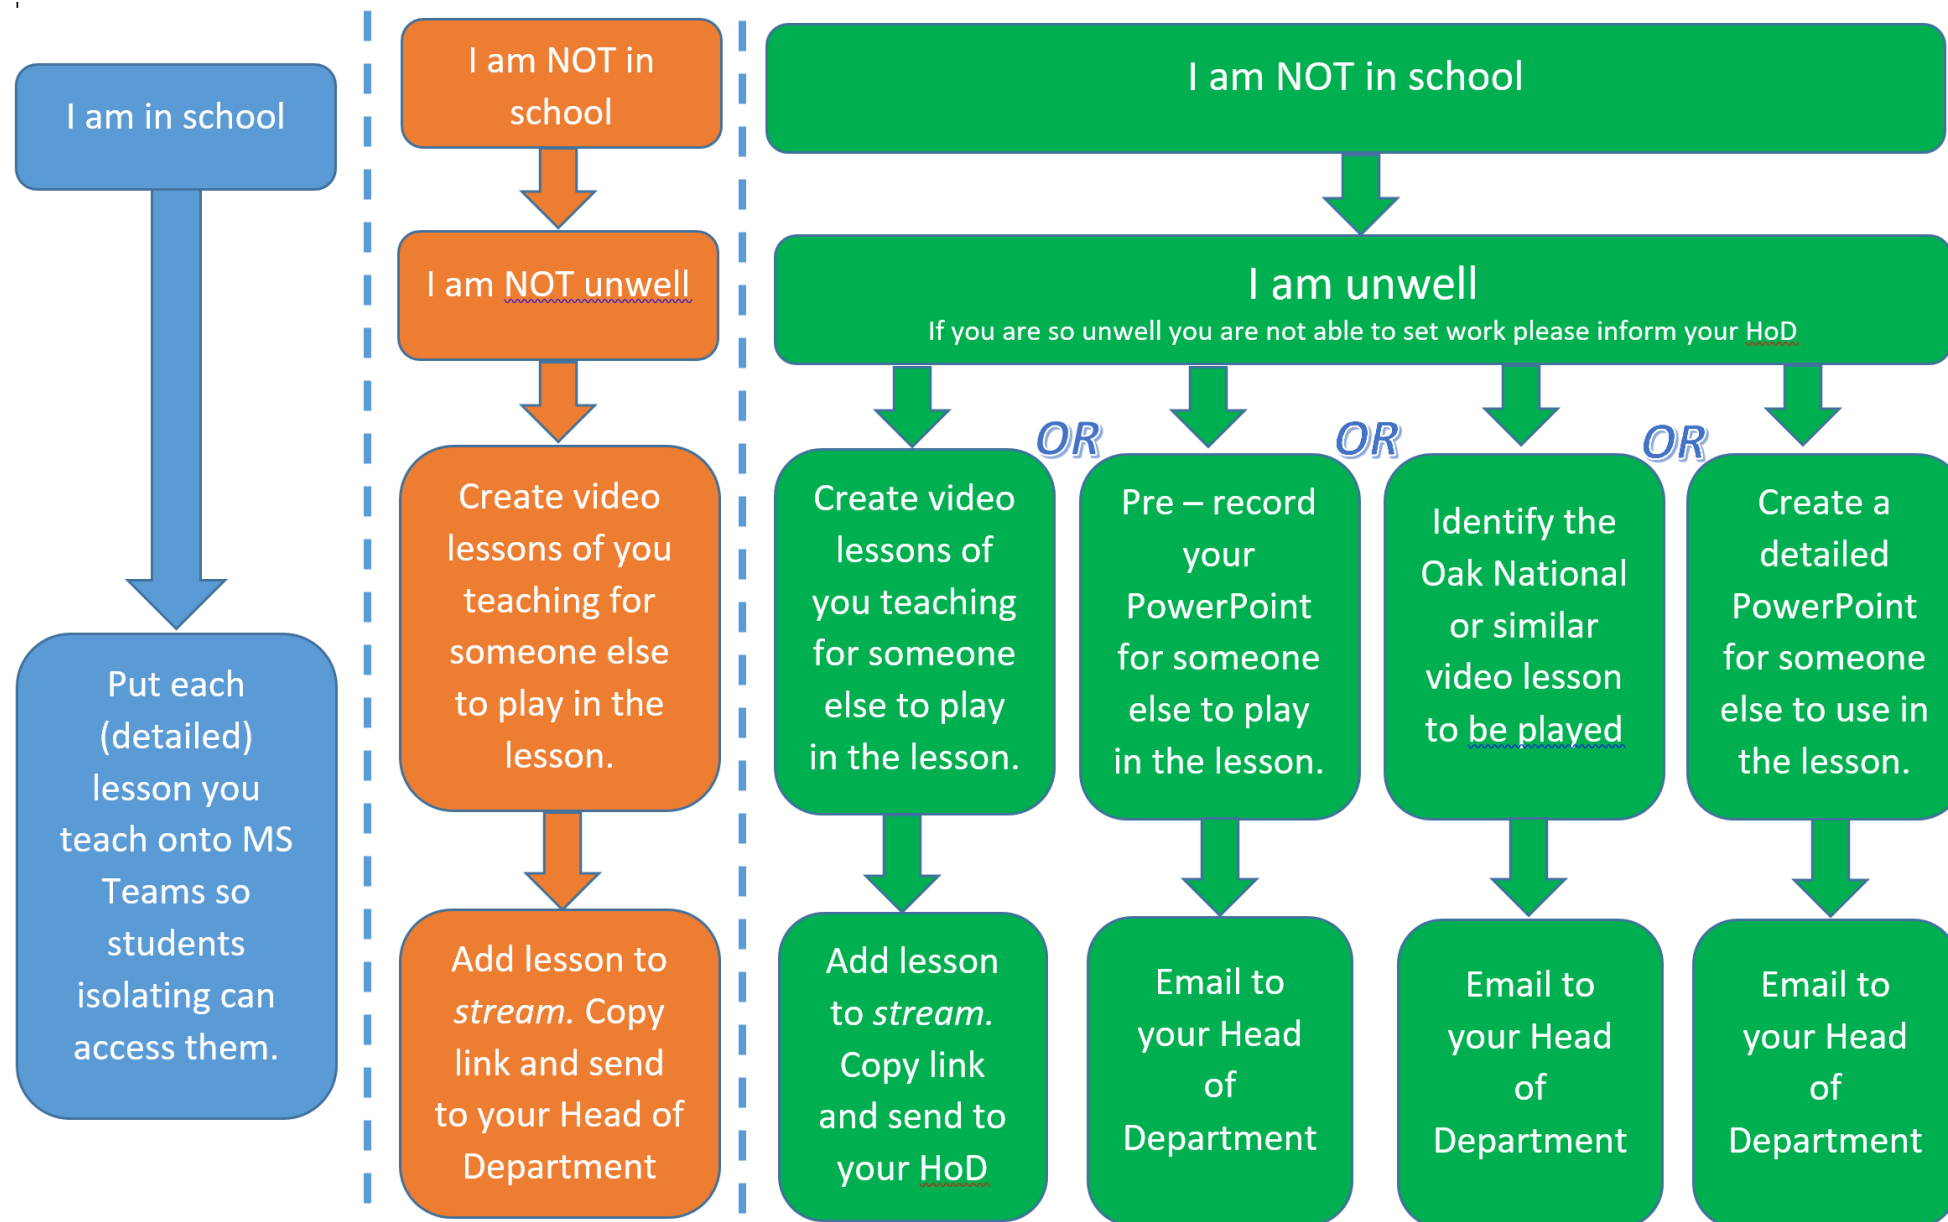 I am in school
Put each
(detailed)
lesson you
teach onto MS
Teams so
students
isolating can
access them.
I am NOT in
school
I am NOT unwell
Create video
lessons of you
teaching for
someone else
to play in the
lesson.
Add lesson to
stream. Copy
link and send
to your Head of
Department
I am NOT in school
I am unwell
If you are so unwell you are not able to set work please inform your HoD
Create video
lessons of
you teaching
for someone
else to play
in the lesson.
Add lesson
to stream.
Copy link
and send to
your HoD
OR
Pre – record
your
PowerPoint
for someone
else to play
in the lesson.
Email to
your Head
of
Department
OR
Identify the
Oak National
or similar
video lesson
to be played
Email to
your Head
of
Department
OR
Create a
detailed
PowerPoint
for someone
else to use in
the lesson.
Email to
your Head
of
Department